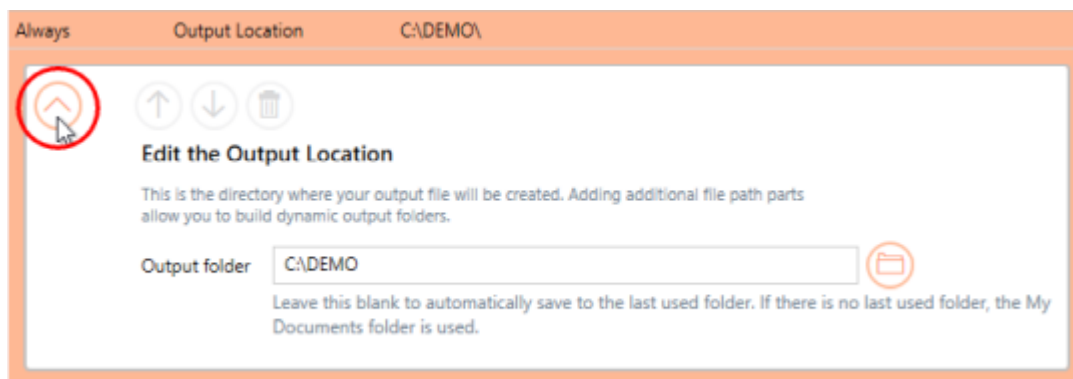 Always Output Location C:\DEMO\
Edit the Output Location
This is the directory where your output file will be created. Adding additional file path parts
allow you to build dynamic output folders.
Output folder C:\DEMO
Leave this blank to automatically save to the last used folder. If there is no last used folder, the My
Documents folder is used.